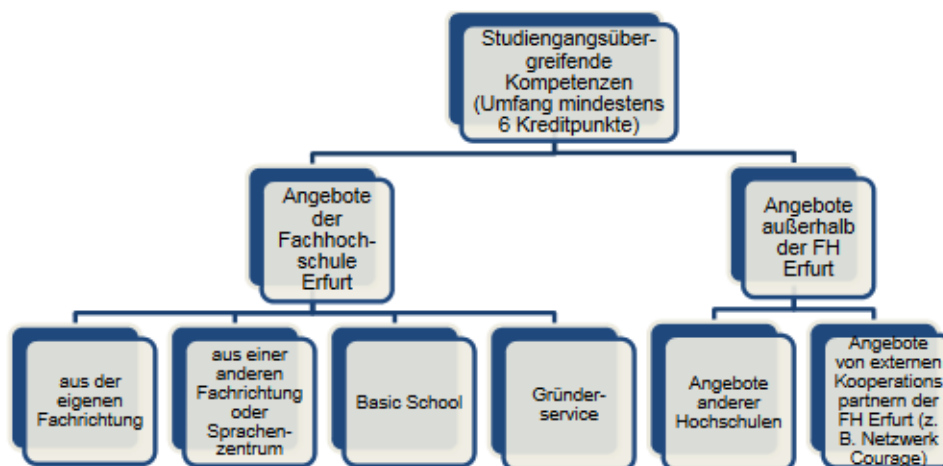 Studiengangsüber-
greifende
Kompetenzen
(Umfang mindestens
6 Kreditpunkte)
Angebote
der
Fachhoch-
schule
Erfurt
Angebote
außerhalb
der FH
Erfurt
aus der
eigenen
Fachrichtung
aus einer
anderen
Fachrichtung
oder
Sprachen-
zentrum
Basic School
Gründer-
service
Angebote
anderer
Hochschulen
Angebote
von externen
Kooperations
partnern der
FH Erfurt (z.
B. Netzwerk
Courage)